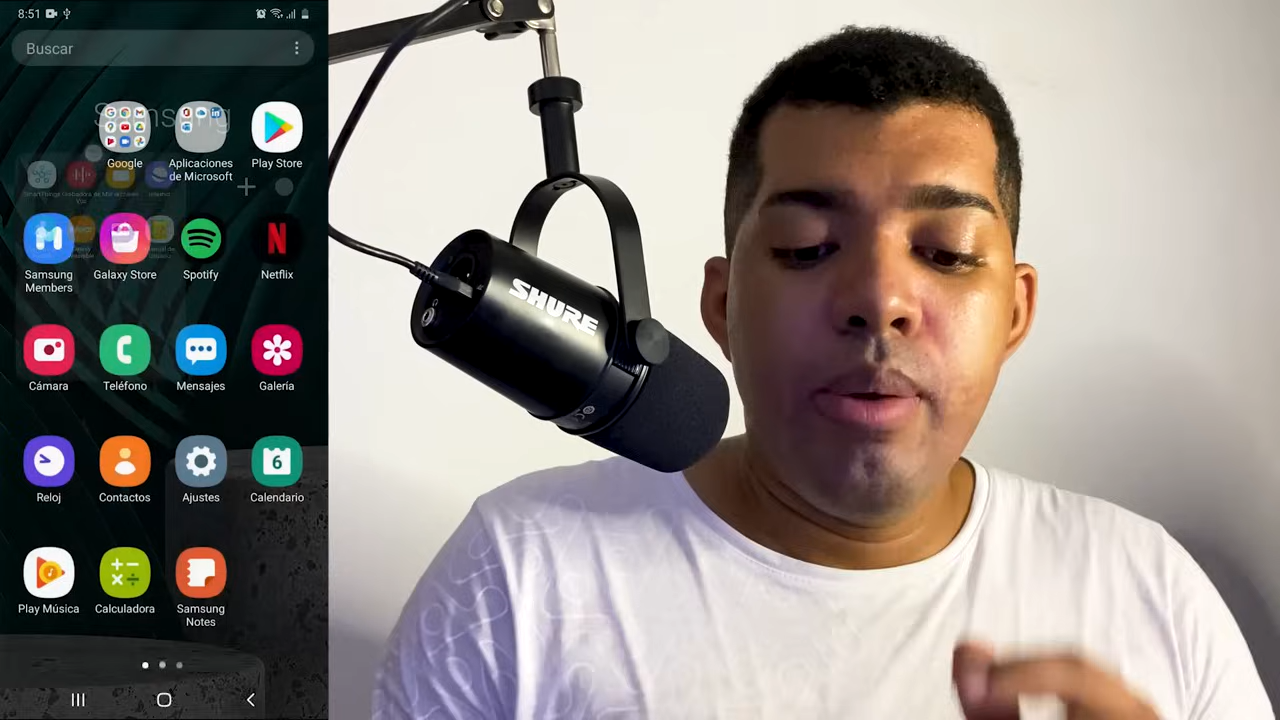 8:51
Buscar
Samsung
Google
Aplicaciones
de Microsoft
Play Store
Samsung
Members
Galaxy Store
Spotify
Netflix
Cámara
Teléfono
Mensajes
Galería
Reloj
Contactos
Ajustes
6
Calendario
Play Música
Calculadora
Samsung
Notes
SHURE